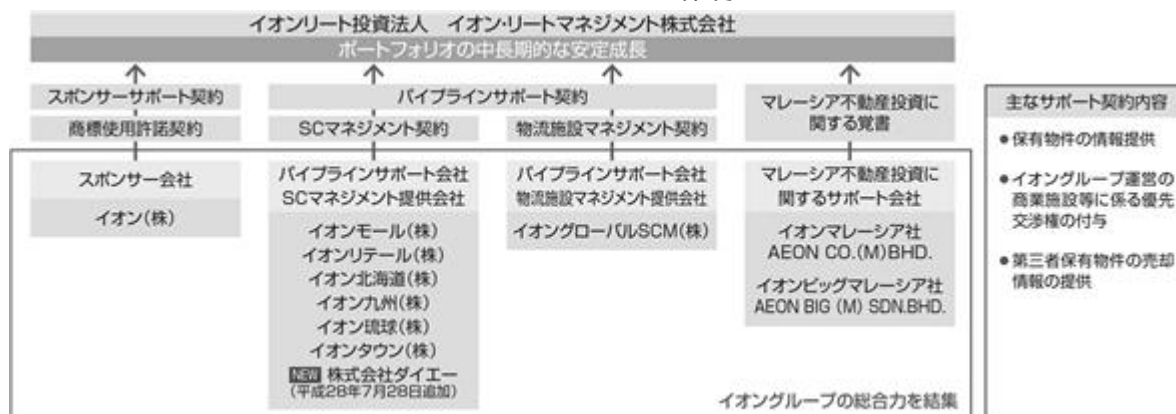 イオンリート投資法人　イオン・リートマネジメント株式会社
ポートフォリオの中長期的な安定成長
スポンサーサポート契約
商標使用許諾契約
パイプラインサポート契約
SCマネジメント契約
物流施設マネジメント契約
マレーシア不動産投資に
関する覚書
スポンサー会社
イオン(株)
パイプラインサポート会社
SCマネジメント提供会社
イオンモール(株)
イオンリテール(株)
イオン北海道(株)
イオン九州(株)
イオン琉球(株)
イオンタウン(株)
NEW 株式会社ダイエー
(平成28年7月28日追加)
パイプラインサポート会社
物流施設マネジメント提供会社
イオングローバルSCM(株)
マレーシア不動産投資に
関するサポート会社
イオンマレーシア社
AEON CO.(M)BHD.
イオンビッグマレーシア社
AEON BIG (M) SDN.BHD.
イオングループの総合力を結集
主なサポート契約内容
●保有物件の情報提供
●イオングループ運営の
商業施設等に係る優先
交渉権の付与
●第三者保有物件の売却
情報の提供